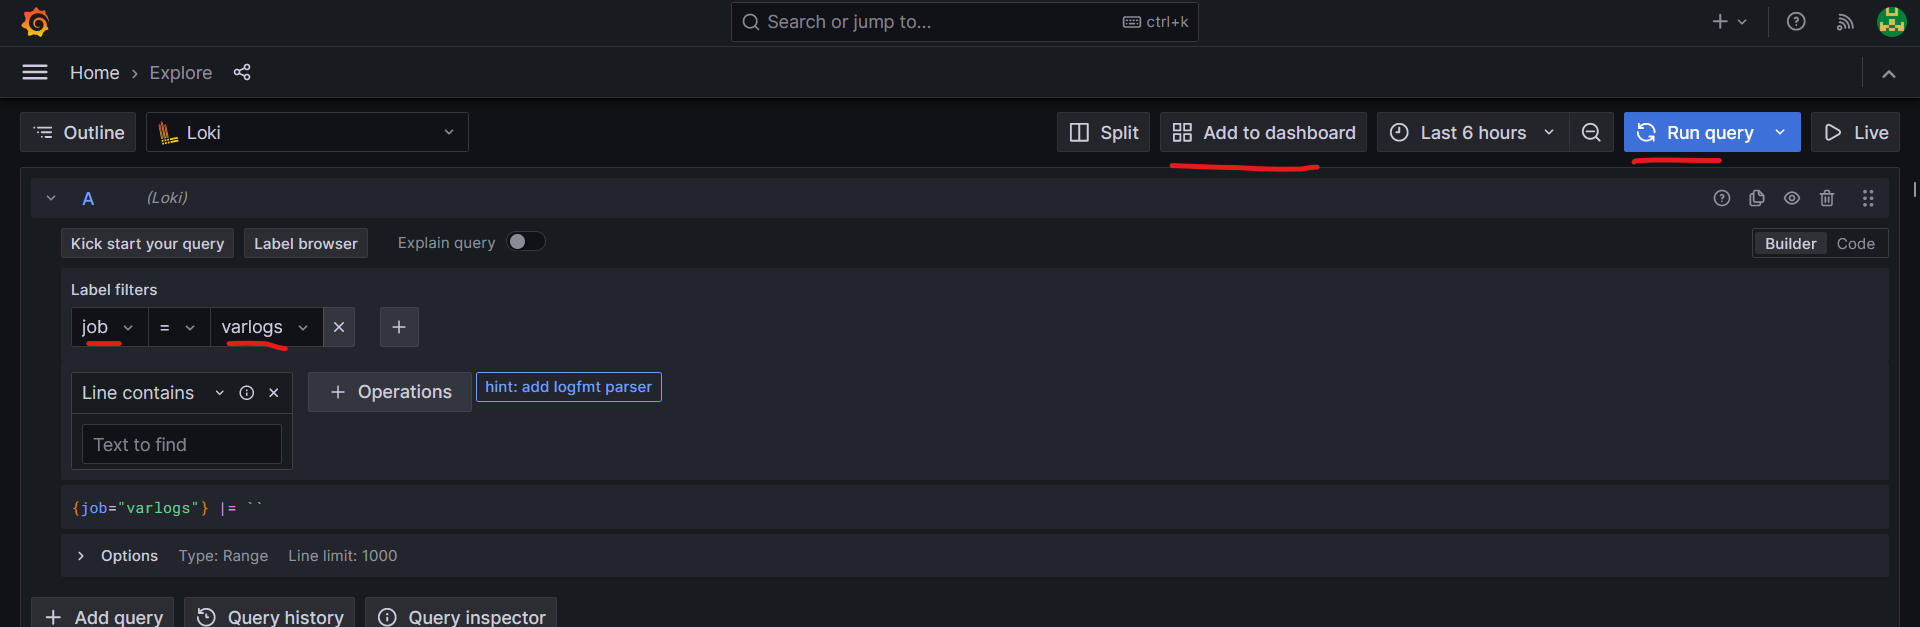 Search or jump to... ctrl+k
Home › Explore
Outline Loki Split Add to dashboard Last 6 hours Run query Live
A (Loki)
Kick start your query Label browser Explain query Builder Code
Label filters
job = varlogs
Line contains Operations hint: add logfmt parser
Text to find
{job="varlogs"} |= ``
Options Type: Range Line limit: 1000
Add query Query history Query inspector